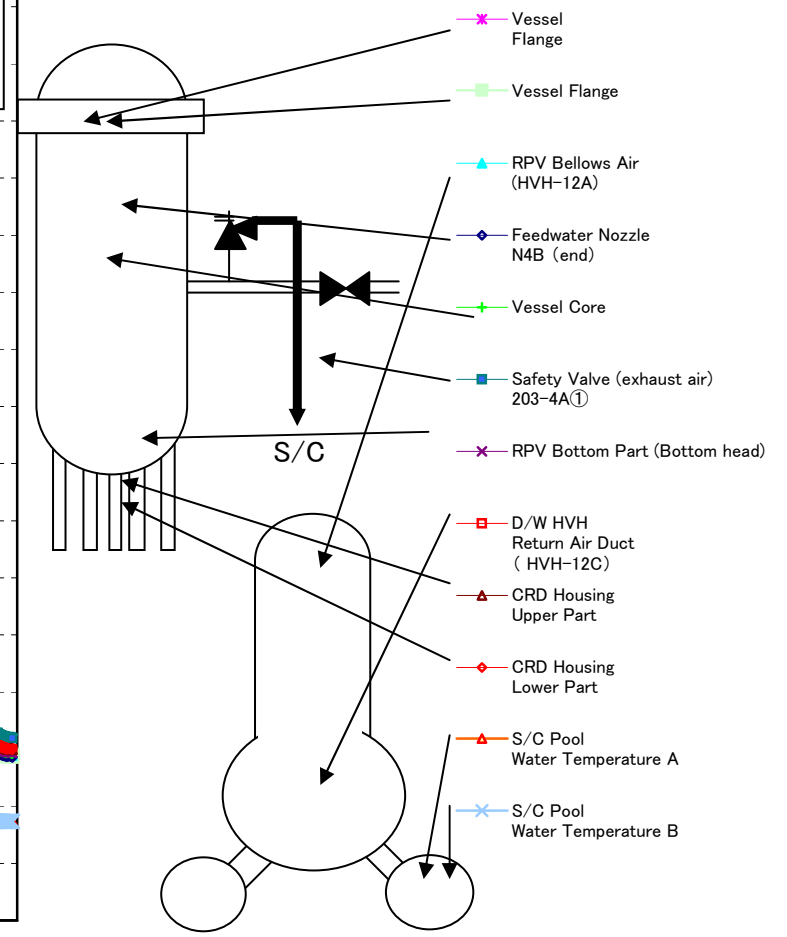 Vessel
Flange
Vessel Flange
RPV Bellows Air
(HVH-12A)
Feedwater Nozzle
N4B (end)
Vessel Core
Safety Valve (exhaust air)
203-4A①
S/C
RPV Bottom Part (Bottom head)
D/W HVH
Return Air Duct
( HVH-12C)
CRD Housing
Upper Part
CRD Housing
Lower Part
S/C Pool
Water Temperature A
S/C Pool
Water Temperature B